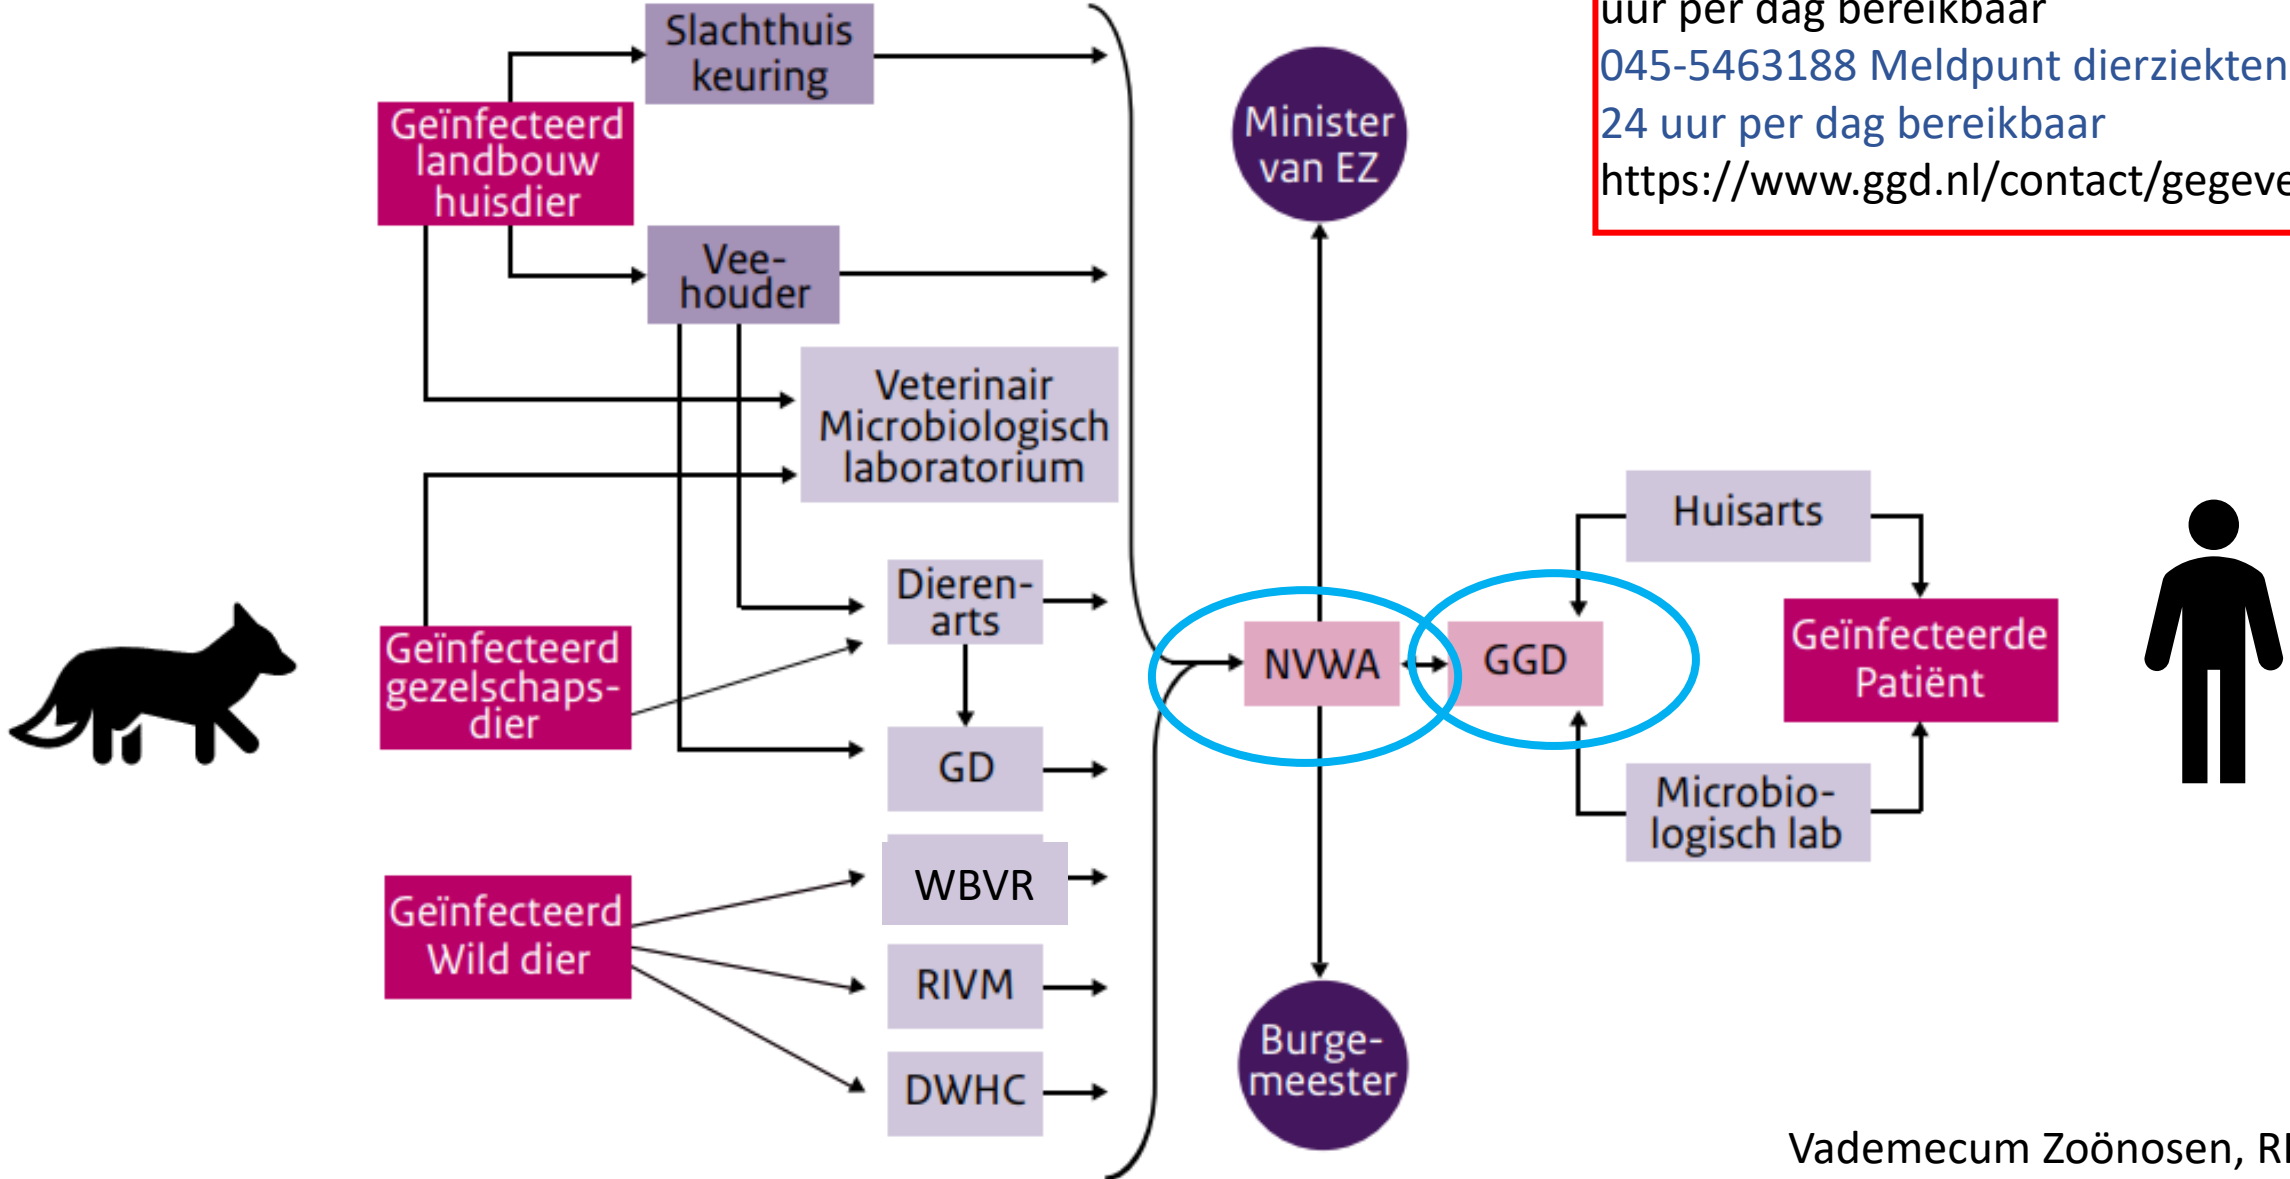 Slachthuis
keuring
Geïnfecteerd
landbouw
huisdier
Vee-
houder
Veterinair
Microbiologisch
laboratorium
Dieren-
arts
Geïnfecteerd
gezelschaps-
dier
GD
WBVR
Geïnfecteerd
Wild dier
RIVM
DWHC
Minister
van EZ
NVWA
GGD
Burge-
meester
Huisarts
Geïnfecteerde
Patiënt
Microbio-
logisch lab
uur per dag bereikbaar
045-5463188 Meldpunt dierziekten
24 uur per dag bereikbaar
https://www.ggd.nl/contact/gegeve
Vademecum Zoönosen, RI